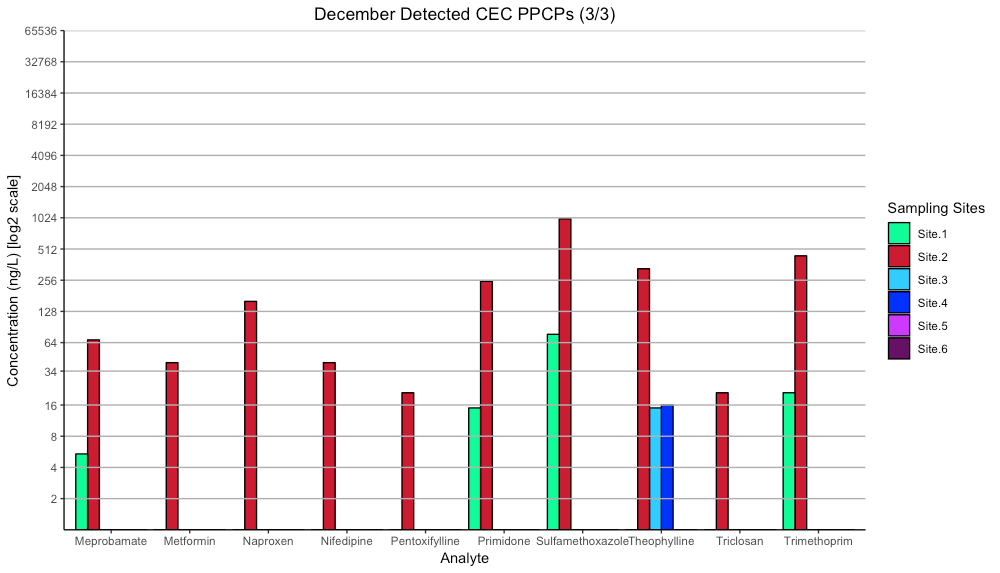 December Detected CEC PPCPs (3/3)
65536
32768
16384
8192
4096
2048
1024
512
256
128
64
34
16
8
4
2
Concentration (ng/L) [log2 scale]
Meprobamate Metformin Naproxen Nifedipine Pentoxifylline Primidone Sulfamethoxazole Theophylline Triclosan Trimethoprim
Analyte
Sampling Sites
Site.1
Site.2
Site.3
Site.4
Site.5
Site.6